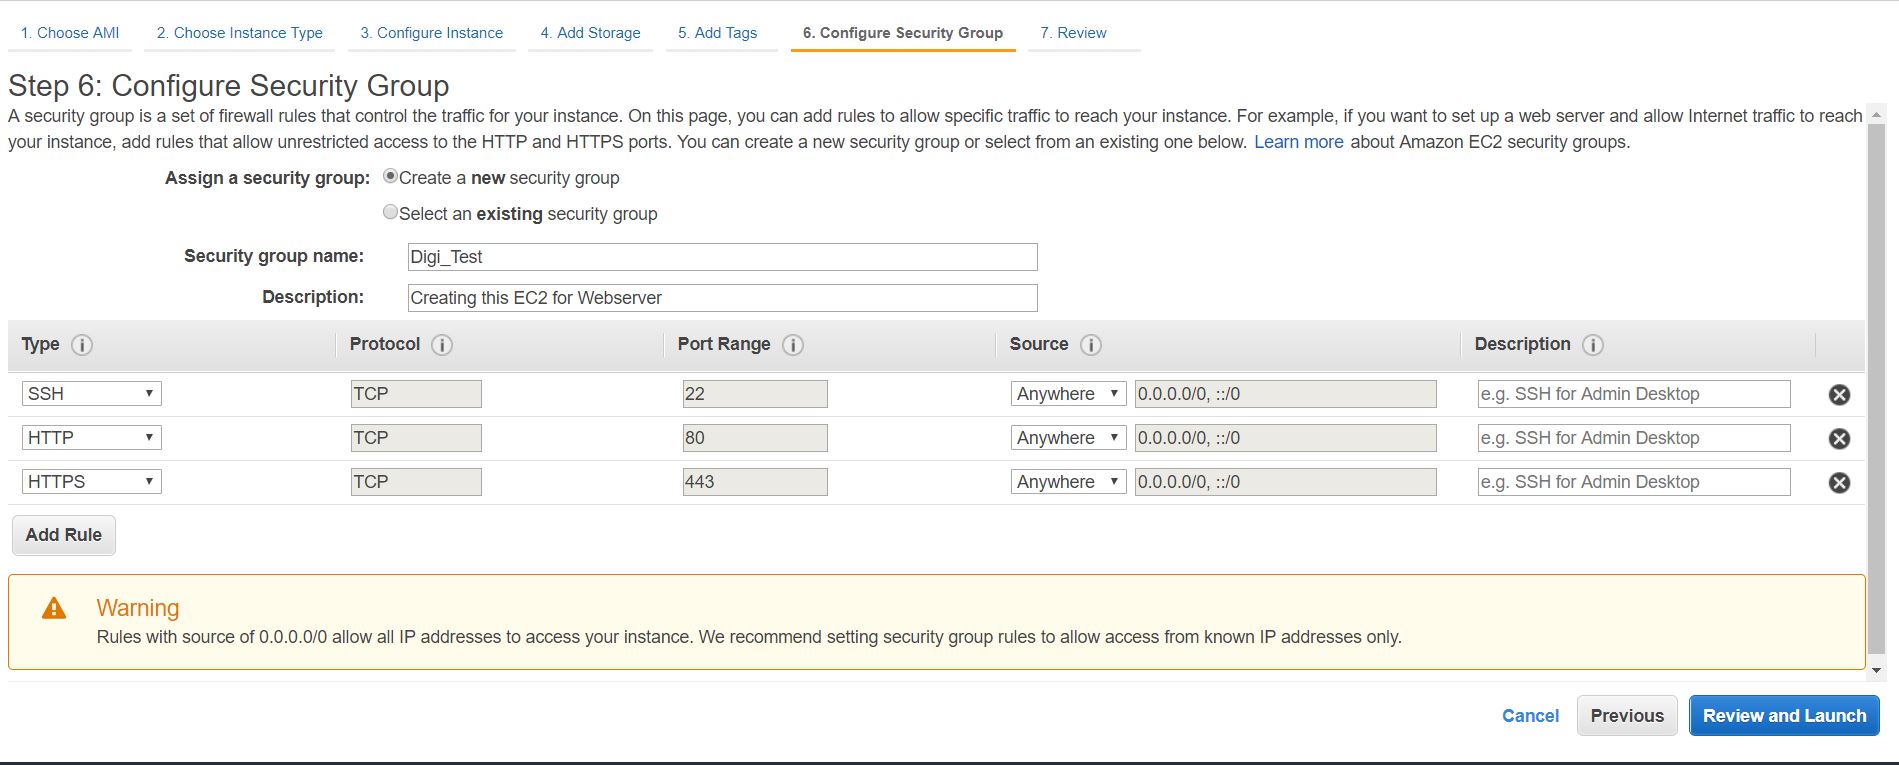 1. Choose AMI 2. Choose Instance Type 3. Configure Instance 4. Add Storage 5. Add Tags 6. Configure Security Group 7. Review
Step 6: Configure Security Group
A security group is a set of firewall rules that control the traffic for your instance. On this page, you can add rules to allow specific traffic to reach your instance. For example, if you want to set up a web server and allow Internet traffic to reach
your instance, add rules that allow unrestricted access to the HTTP and HTTPS ports. You can create a new security group or select from an existing one below. Learn more about Amazon EC2 security groups.
Assign a security group: Create a new security group
Select an existing security group
Security group name: Digi_Test
Description: Creating this EC2 for Webserver
Type i Protocol i Port Range i Source i Description i
SSH TCP 22 Anywhere 0.0.0.0/0, ::/0 e.g. SSH for Admin Desktop
HTTP TCP 80 Anywhere 0.0.0.0/0, ::/0 e.g. SSH for Admin Desktop
HTTPS TCP 443 Anywhere 0.0.0.0/0, ::/0 e.g. SSH for Admin Desktop
Add Rule
Warning
Rules with source of 0.0.0.0/0 allow all IP addresses to access your instance. We recommend setting security group rules to allow access from known IP addresses only.
Cancel Previous Review and Launch